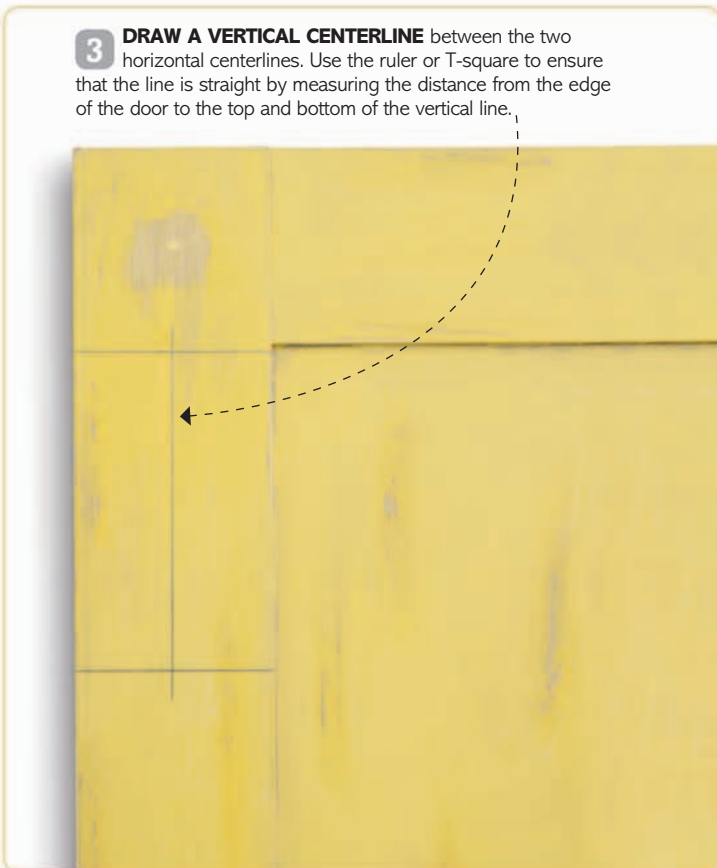 3 DRAW A VERTICAL CENTERLINE between the two
horizontal centerlines. Use the ruler or T-square to ensure
that the line is straight by measuring the distance from the edge
of the door to the top and bottom of the vertical line.